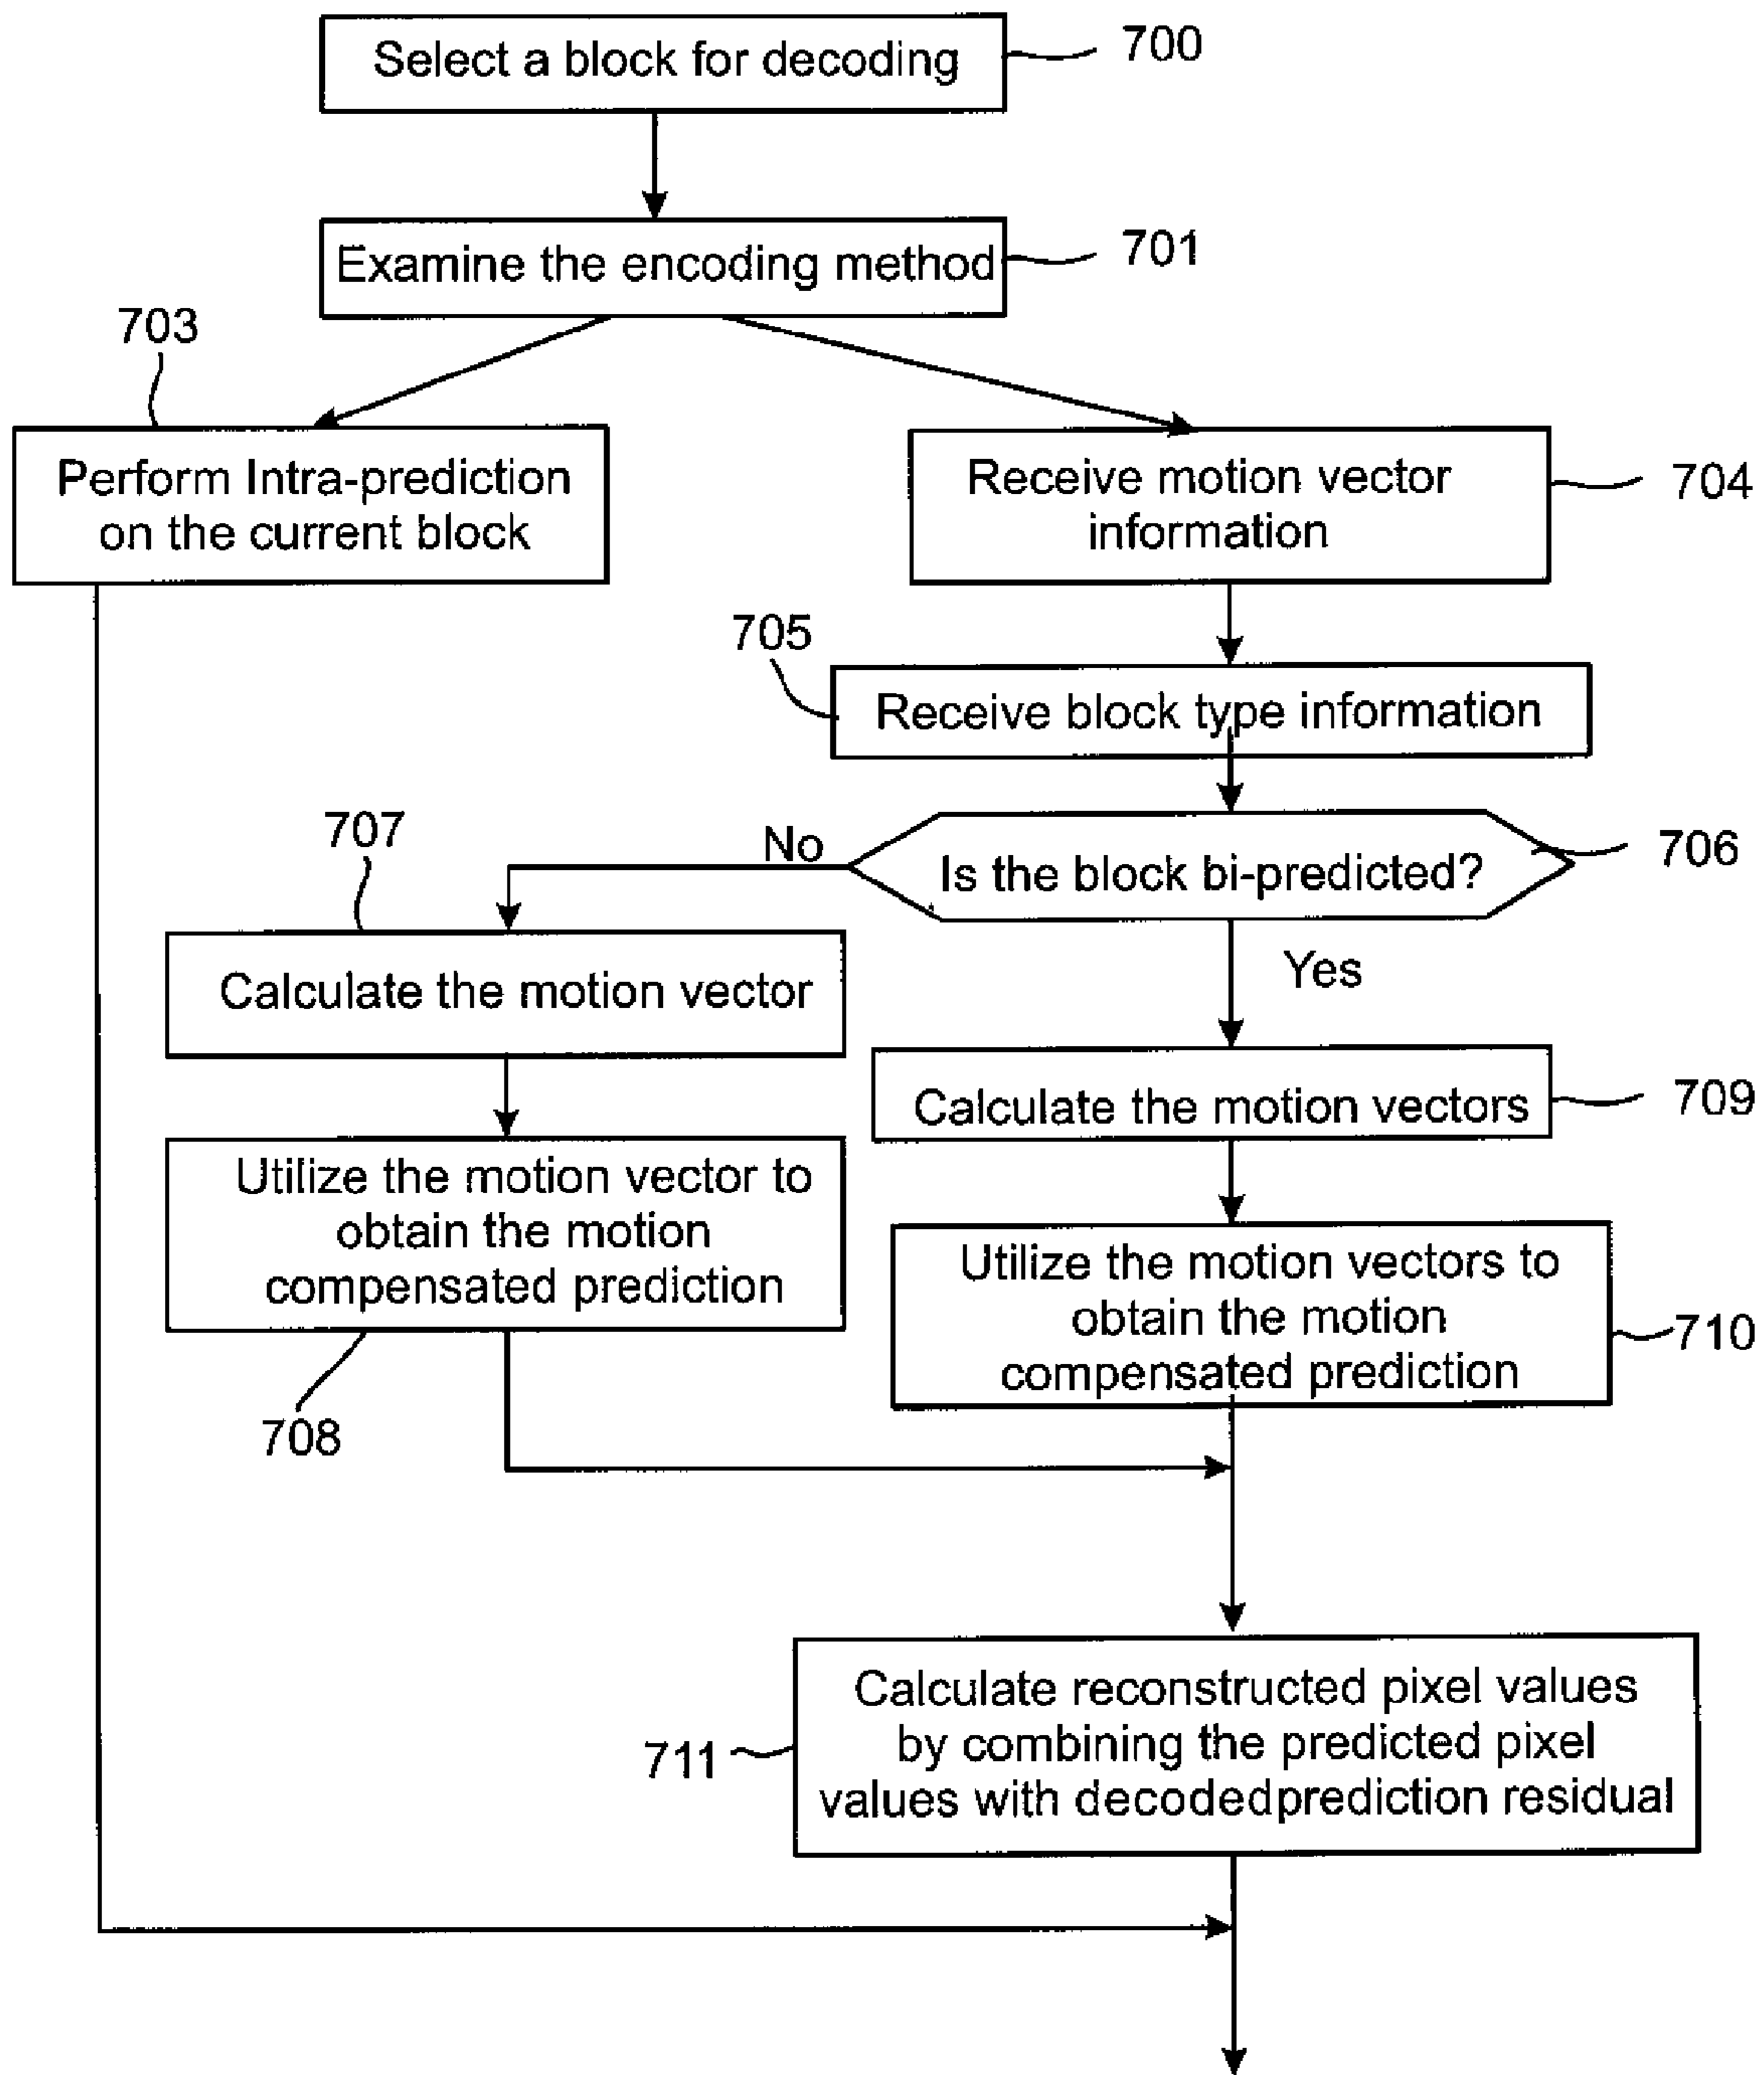 Select a block for decoding
700
Examine the encoding method
701
703
Perform Intra-prediction
on the current block
Receive motion vector
information
704
705
Receive block type information
706
Is the block bi-predicted?
No
Yes
707
Calculate the motion vector
Calculate the motion vectors
709
Utilize the motion vector to
obtain the motion
compensated prediction
708
Utilize the motion vectors to
obtain the motion
compensated prediction
710
Calculate reconstructed pixel values
by combining the predicted pixel
values with decodedprediction residual
711